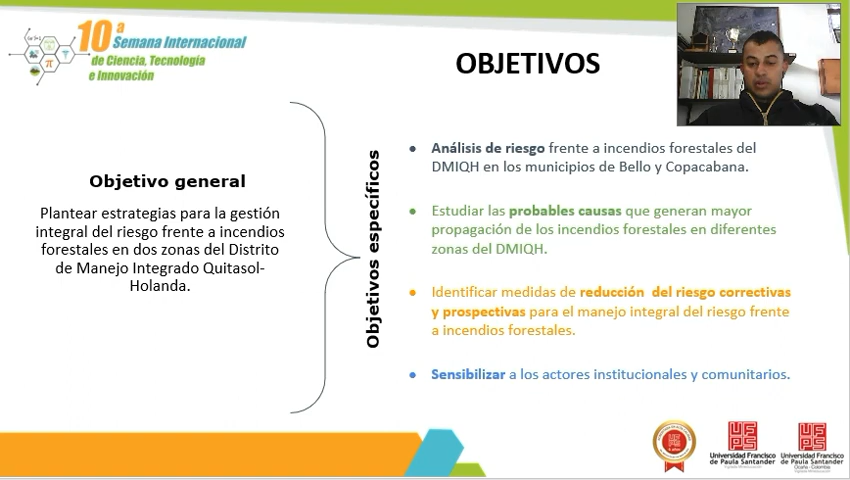 10ª
Semana Internacional
de Ciencia, Tecnología
e Innovación
OBJETIVOS
Objetivo general
Plantear estrategias para la gestión
integral del riesgo frente a incendios
forestales en dos zonas del Distrito
de Manejo Integrado Quitasol-
Holanda.
Objetivos específicos
● Análisis de riesgo frente a incendios forestales del
DMIQH en los municipios de Bello y Copacabana.
● Estudiar las probables causas que generan mayor
propagación de los incendios forestales en diferentes
zonas del DMIQH.
● Identificar medidas de reducción del riesgo correctivas
y prospectivas para el manejo integral del riesgo frente
a incendios forestales.
● Sensibilizar a los actores institucionales y comunitarios.
UFPS
Universidad Francisco
de Paula Santander
UFPS
Universidad Francisco
de Paula Santander
Ocaña - Colombia